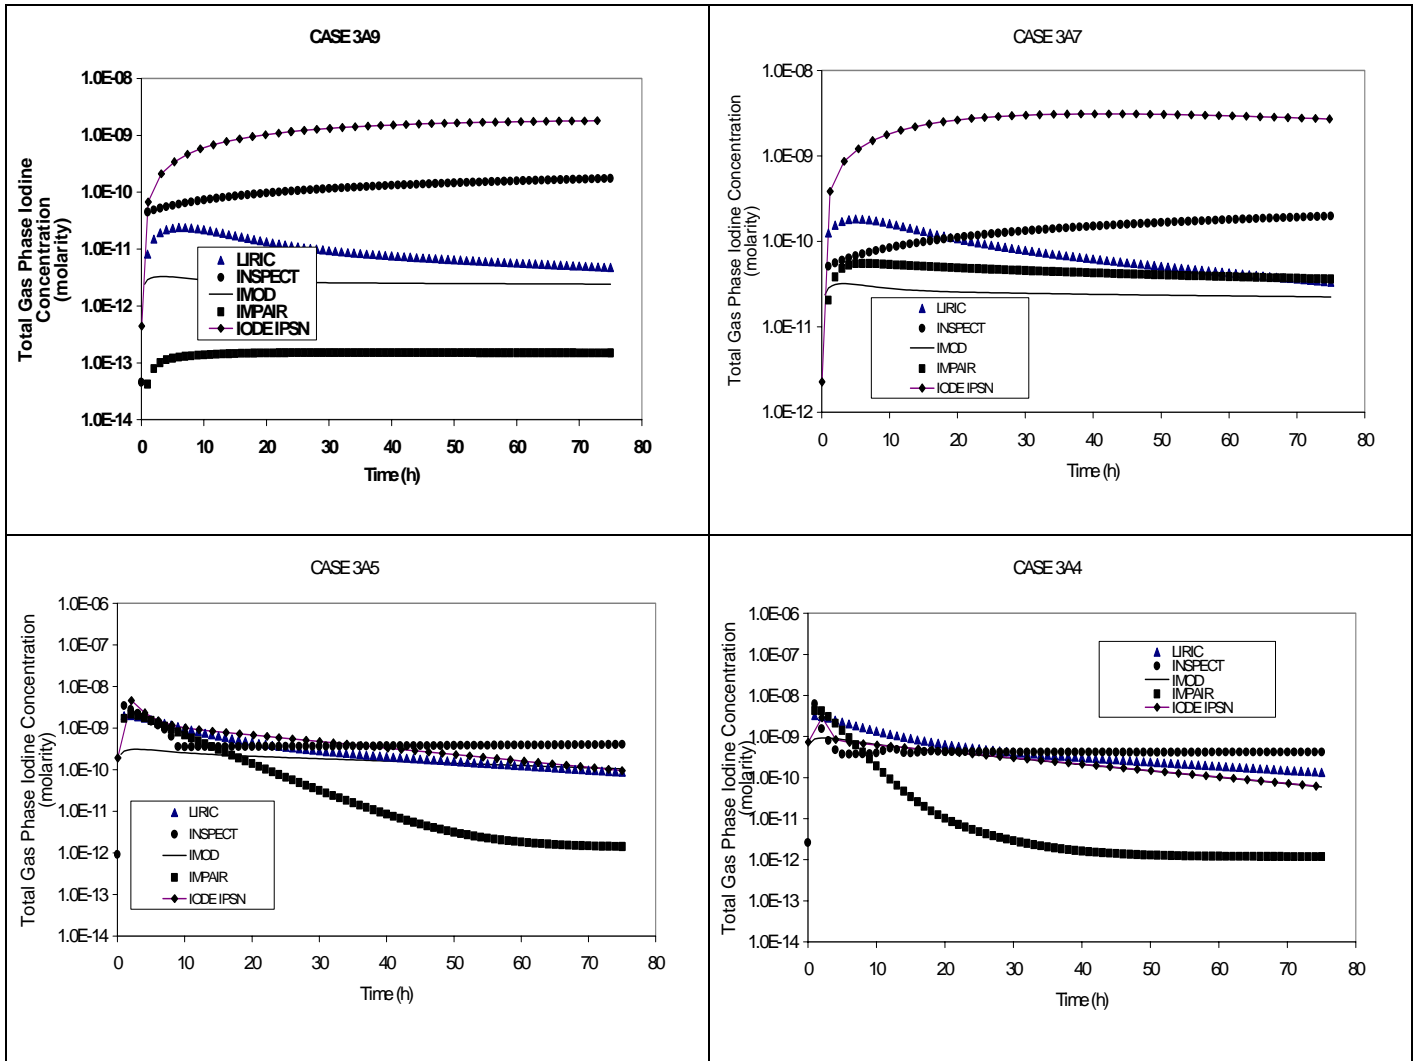 CASE 3A9
Total Gas Phase Iodine
Concentration
(molarity)
1.0E-08
1.0E-09
1.0E-10
1.0E-11
1.0E-12
1.0E-13
1.0E-14
LIRIC
INSPECT
IMOD
IMPAIR
IODE IPSN
0 10 20 30 40 50 60 70 80
Time (h)
CASE 3A7
Total Gas Phase Iodine Concentration
(molarity)
1.0E-08
1.0E-09
1.0E-10
1.0E-11
1.0E-12
LIRIC
INSPECT
IMOD
IMPAIR
IODE IPSN
0 10 20 30 40 50 60 70 80
Time (h)
CASE 3A5
Total Gas Phase Iodine Concentration
(molarity)
1.0E-06
1.0E-07
1.0E-08
1.0E-09
1.0E-10
1.0E-11
1.0E-12
1.0E-13
1.0E-14
LIRIC
INSPECT
IMOD
IMPAIR
IODE IPSN
0 10 20 30 40 50 60 70 80
Time (h)
CASE 3A4
Total Gas Phase Iodine Concentration
(molarity)
1.0E-06
1.0E-07
1.0E-08
1.0E-09
1.0E-10
1.0E-11
1.0E-12
1.0E-13
1.0E-14
LIRIC
INSPECT
IMOD
IMPAIR
IODE IPSN
0 10 20 30 40 50 60 70 80
Time (h)